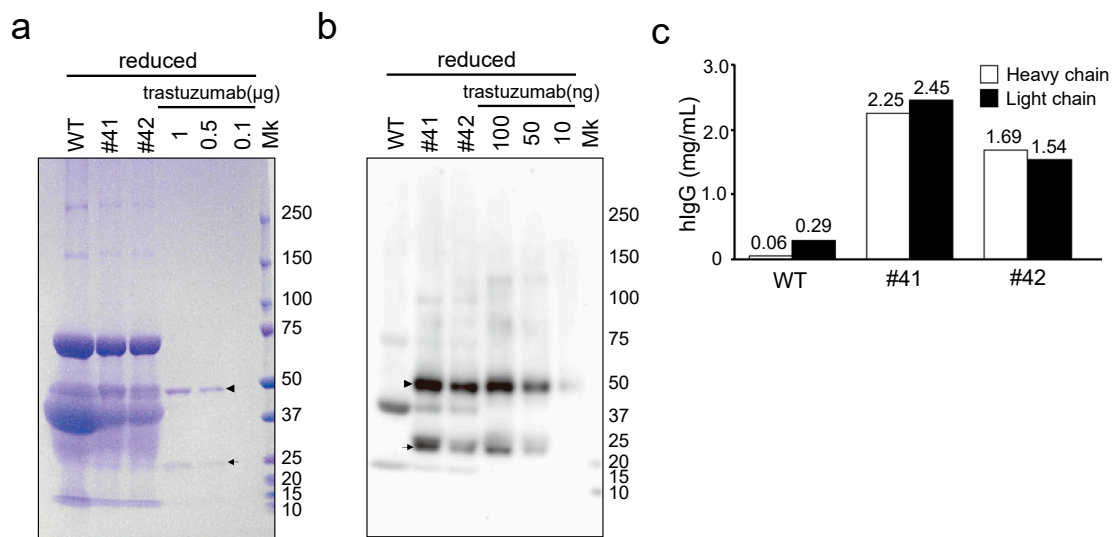 a
reduced
trastuzumab(μg)
WT
#41
#42
1
0.5
0.1
Mk
250
150
100
75
50
37
25
20
15
10
b
reduced
trastuzumab(ng)
WT
#41
#42
100
50
10
Mk
250
150
100
75
50
37
25
20
15
10
c
hIgG (mg/mL)
3.0
2.0
1.0
0
Heavy chain
Light chain
0.06
0.29
2.25
2.45
1.69
1.54
WT
#41
#42